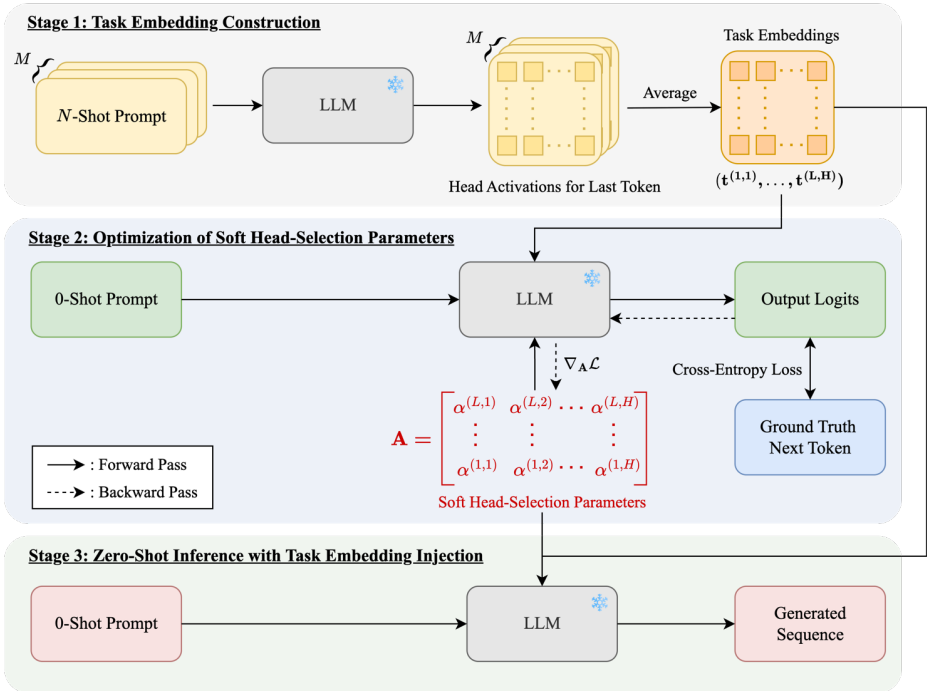 Stage 1: Task Embedding Construction
M
N-Shot Prompt
LLM
M
Head Activations for Last Token
Average
Task Embeddings
(t^(1,1), . . . , t^(L,H))
Stage 2: Optimization of Soft Head-Selection Parameters
0-Shot Prompt
LLM
Output Logits
∇_A ℒ
Cross-Entropy Loss
Ground Truth
Next Token
A =
α^(L,1) α^(L,2) ··· α^(L,H)
⋮ ⋮ ⋮
α^(1,1) α^(1,2) ··· α^(1,H)
Soft Head-Selection Parameters
: Forward Pass
: Backward Pass
Stage 3: Zero-Shot Inference with Task Embedding Injection
0-Shot Prompt
LLM
Generated
Sequence